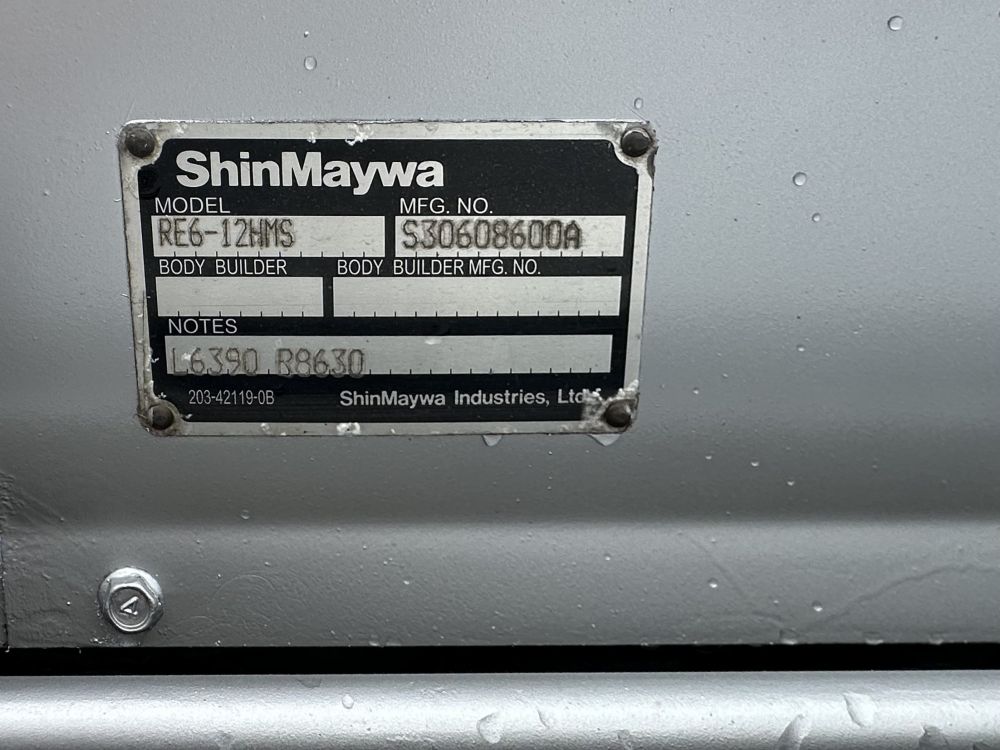 ShinMaywa
MODEL MFG. NO.
RE6-12HMS S30608600A
BODY BUILDER BODY BUILDER MFG. NO.
NOTES
L6390 R8630
203-42119-0B ShinMaywa Industries, Ltd.
A